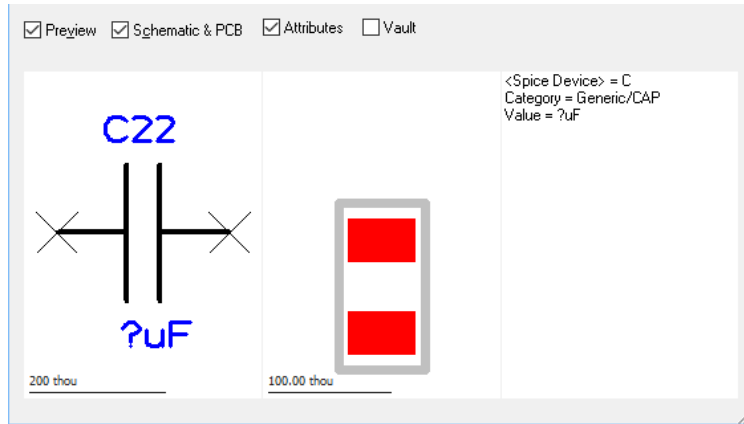 Preview Schematic & PCB Attributes Vault
C22
?uF
200 thou
100.00 thou
<Spice Device> = C
Category = Generic/CAP
Value = ?uF